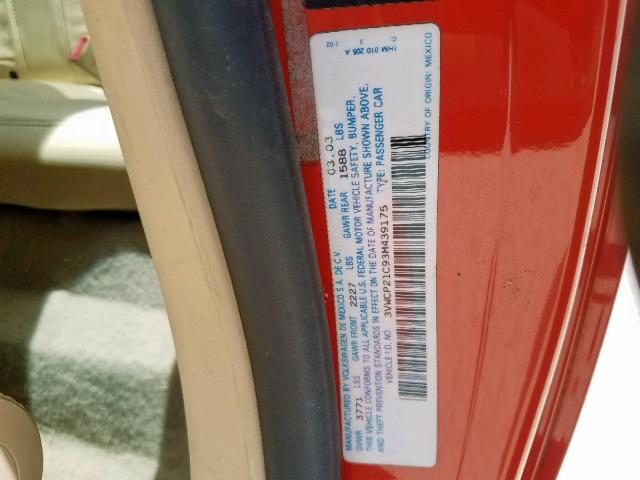 1HM 010 205 A
MANUFACTURED BY VOLKSWAGEN DE MEXICO S.A. DE C.V. DATE 03.03
GVWR 3771 LBS GAWR FRONT 2227 LBS GAWR REAR 1588 LBS
THIS VEHICLE CONFORMS TO ALL APPLICABLE U.S. FEDERAL MOTOR VEHICLE SAFETY, BUMPER,
AND THEFT PREVENTION STANDARDS IN EFFECT ON THE DATE OF MANUFACTURE SHOWN ABOVE.
VEHICLE I.D. NO 3VWCP21C93M439175 TYPE: PASSENGER CAR
COUNTRY OF ORIGIN: MEXICO